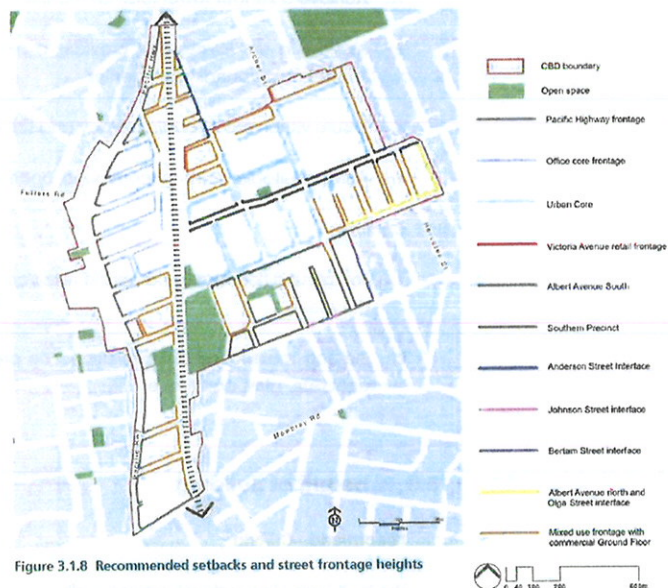 Pacific Hwy
Archer St
Fullers Rd
Mowbray Rd
Pacific Hwy
CBD boundary
Open space
Pacific Highway frontage
Office core frontage
Urban Core
Victoria Avenue retail frontage
Albert Avenue South
Southern Precinct
Anderson Street Interface
Johnson Street interface
Bertam Street interface
Albert Avenue north and
Olga Street interface
Mixed use frontage with
commercial Ground Floor
Figure 3.1.8 Recommended setbacks and street frontage heights